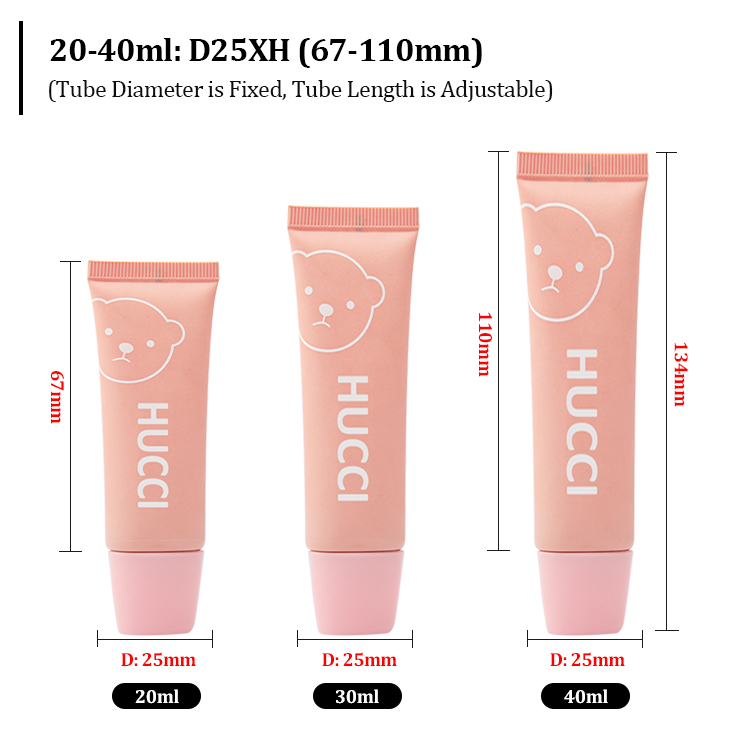 20-40ml: D25XH (67-110mm)
(Tube Diameter is Fixed, Tube Length is Adjustable)
67mm
HUCCI
HUCCI
110mm
HUCCI
134mm
D: 25mm
D: 25mm
D: 25mm
20ml
30ml
40ml